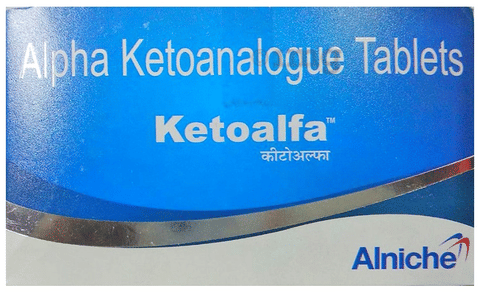 Alpha Ketoanalogue Tablets
Ketoalfa™
कीटोअल्फा
Alniche